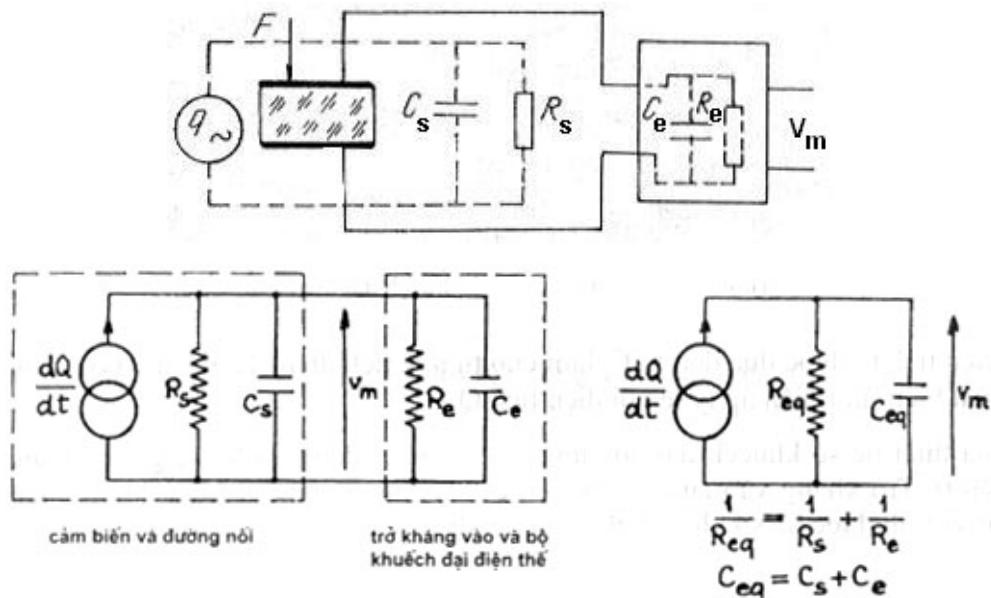 F
q ~
C_s
R_s
C_e
R_e
V_m
dQ/dt
R_s
C_s
v_m
R_e
C_e
cảm biến và đường nối
trở kháng vào và bộ
khuếch đại điện thế
dQ/dt
R_eq
C_eq
v_m
1/R_eq = 1/R_s + 1/R_e
C_eq = C_s + C_e